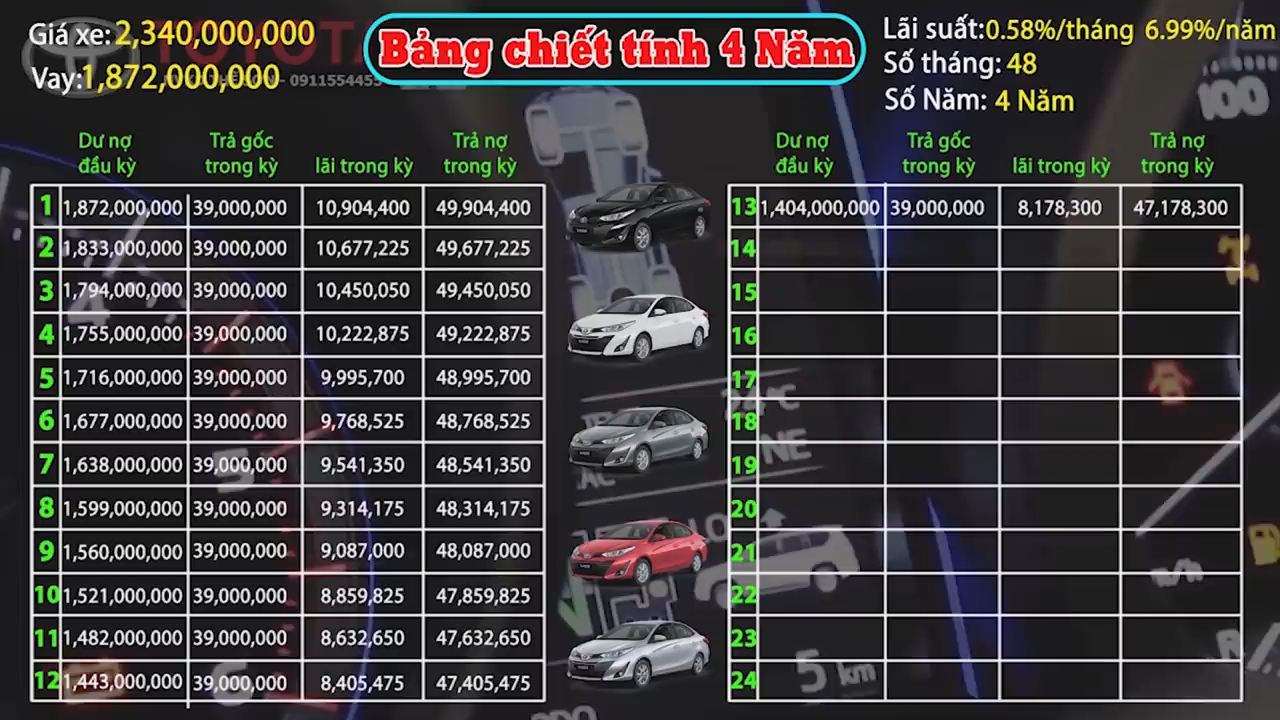 Giá xe: 2,340,000,000
Vay:1,872,000,000
0911554455
Bảng chiết tính 4 Năm
Lãi suất:0.58%/tháng 6.99%/năm
Số tháng: 48
Số Năm: 4 Năm
Dư nợ đầu kỳ Trả gốc trong kỳ lãi trong kỳ Trả nợ trong kỳ
1 1,872,000,000 39,000,000 10,904,400 49,904,400
2 1,833,000,000 39,000,000 10,677,225 49,677,225
3 1,794,000,000 39,000,000 10,450,050 49,450,050
4 1,755,000,000 39,000,000 10,222,875 49,222,875
5 1,716,000,000 39,000,000 9,995,700 48,995,700
6 1,677,000,000 39,000,000 9,768,525 48,768,525
7 1,638,000,000 39,000,000 9,541,350 48,541,350
8 1,599,000,000 39,000,000 9,314,175 48,314,175
9 1,560,000,000 39,000,000 9,087,000 48,087,000
10 1,521,000,000 39,000,000 8,859,825 47,859,825
11 1,482,000,000 39,000,000 8,632,650 47,632,650
12 1,443,000,000 39,000,000 8,405,475 47,405,475
Dư nợ đầu kỳ Trả gốc trong kỳ lãi trong kỳ Trả nợ trong kỳ
13 1,404,000,000 39,000,000 8,178,300 47,178,300
14
15
16
17
18
19
20
21
22
23
24
100
5 km